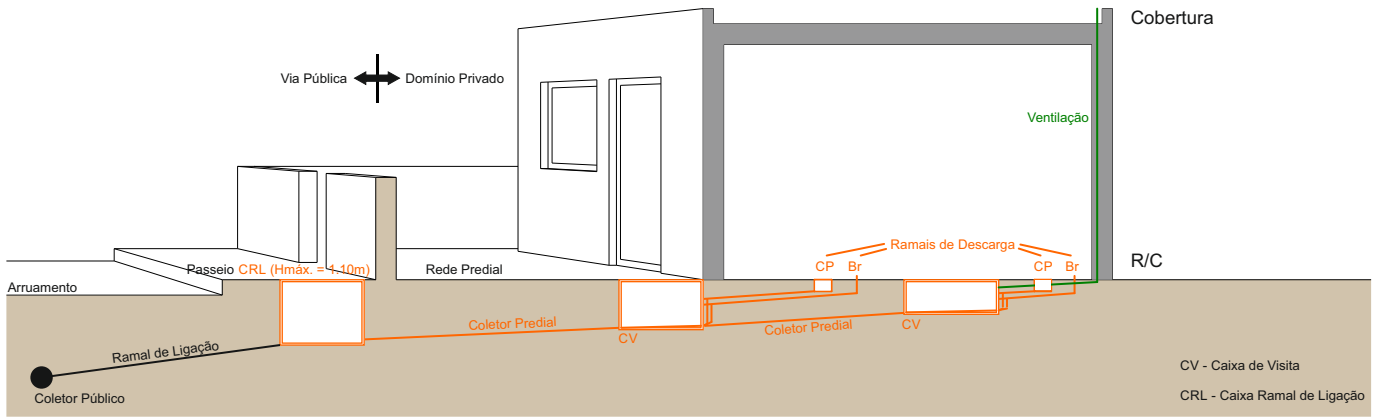 Cobertura
Via Pública
Domínio Privado
Ventilação
Ramais de Descarga
CP Br
CP Br
R/C
Passeio
CRL (Hmáx. = 1.10m)
Rede Predial
Arruamento
Coletor Predial
CV
Coletor Predial
CV
Ramal de Ligação
Coletor Público
CV - Caixa de Visita
CRL - Caixa Ramal de Ligação